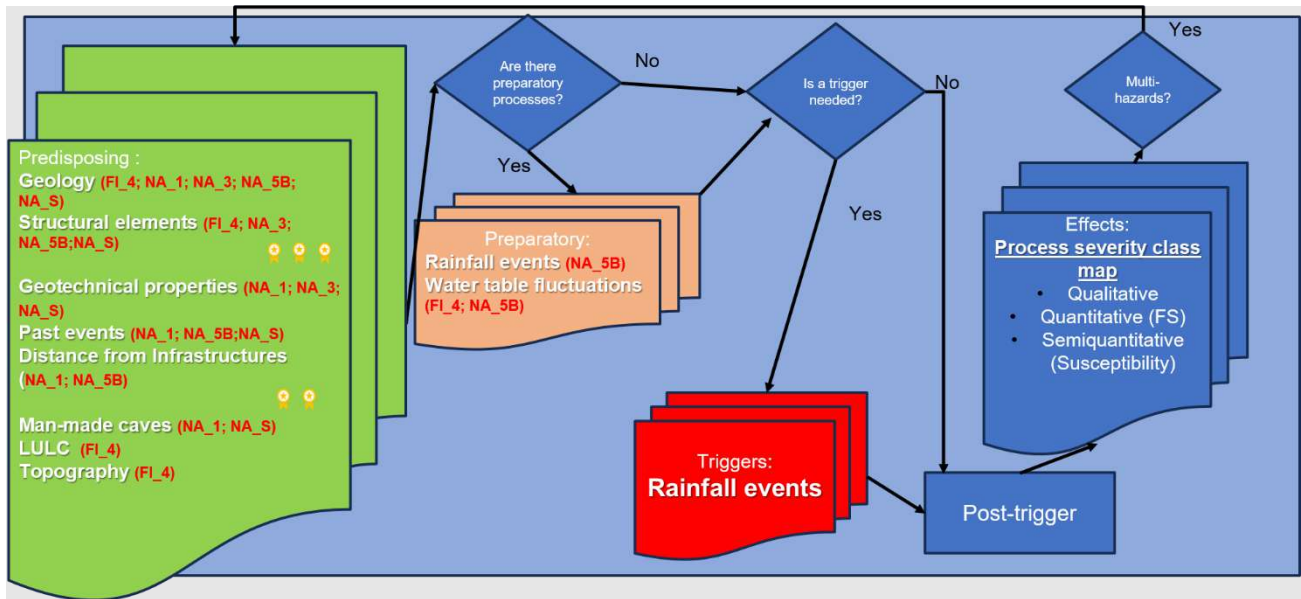 Predisposing :
Geology (FI_4; NA_1; NA_3; NA_5B;
NA_S)
Structural elements (FI_4; NA_3;
NA_5B;NA_S)
Geotechnical properties (NA_1; NA_3;
NA_S)
Past events (NA_1; NA_5B;NA_S)
Distance from Infrastructures
(NA_1; NA_5B)
Man-made caves (NA_1; NA_S)
LULC (FI_4)
Topography (FI_4)
Are there
preparatory
processes?
No
Yes
Preparatory:
Rainfall events (NA_5B)
Water table fluctuations
(FI_4; NA_5B)
Is a trigger
needed?
No
Yes
Triggers:
Rainfall events
Post-trigger
Effects:
Process severity class
map
• Qualitative
• Quantitative (FS)
• Semiquantitative
(Susceptibility)
Multi-
hazards?
Yes